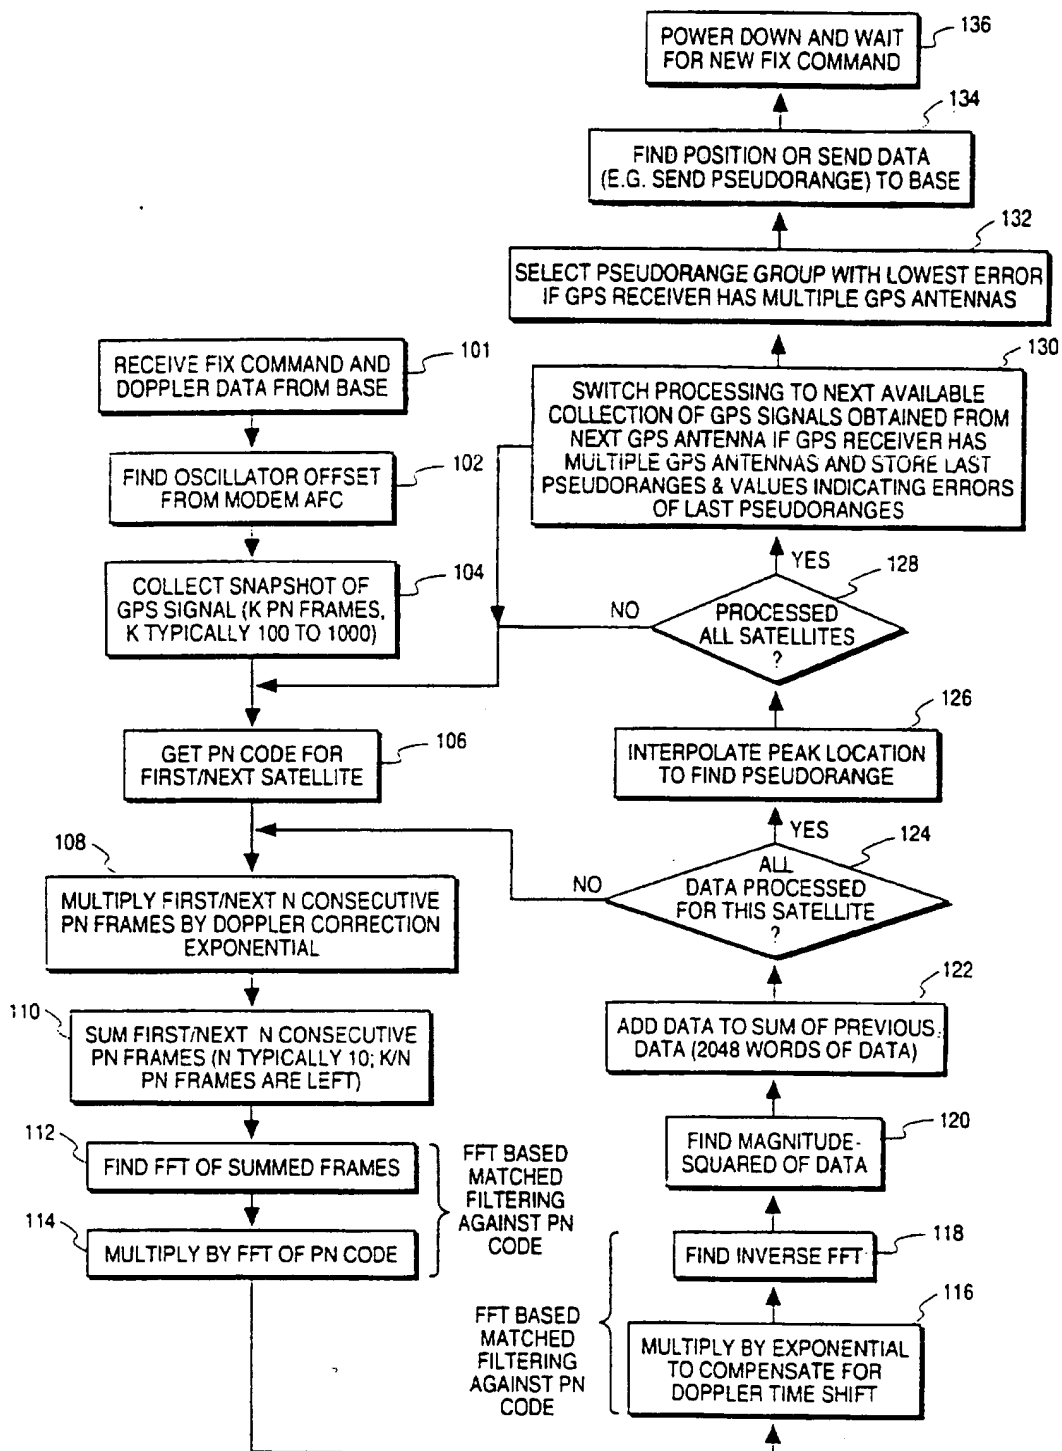 RECEIVE FIX COMMAND AND
DOPPLER DATA FROM BASE
101
FIND OSCILLATOR OFFSET
FROM MODEM AFC
102
COLLECT SNAPSHOT OF
GPS SIGNAL (K PN FRAMES,
K TYPICALLY 100 TO 1000)
104
GET PN CODE FOR
FIRST/NEXT SATELLITE
106
108
MULTIPLY FIRST/NEXT N CONSECUTIVE
PN FRAMES BY DOPPLER CORRECTION
EXPONENTIAL
110
SUM FIRST/NEXT N CONSECUTIVE
PN FRAMES (N TYPICALLY 10; K/N
PN FRAMES ARE LEFT)
112
FIND FFT OF SUMMED FRAMES
114
MULTIPLY BY FFT OF PN CODE
FFT BASED
MATCHED
FILTERING
AGAINST PN
CODE
FFT BASED
MATCHED
FILTERING
AGAINST PN
CODE
116
MULTIPLY BY EXPONENTIAL
TO COMPENSATE FOR
DOPPLER TIME SHIFT
118
FIND INVERSE FFT
120
FIND MAGNITUDE-
SQUARED OF DATA
122
ADD DATA TO SUM OF PREVIOUS
DATA (2048 WORDS OF DATA)
124
ALL
DATA PROCESSED
FOR THIS SATELLITE
?
NO
YES
126
INTERPOLATE PEAK LOCATION
TO FIND PSEUDORANGE
128
PROCESSED
ALL SATELLITES
?
NO
YES
130
SWITCH PROCESSING TO NEXT AVAILABLE
COLLECTION OF GPS SIGNALS OBTAINED FROM
NEXT GPS ANTENNA IF GPS RECEIVER HAS
MULTIPLE GPS ANTENNAS AND STORE LAST
PSEUDORANGES & VALUES INDICATING ERRORS
OF LAST PSEUDORANGES
132
SELECT PSEUDORANGE GROUP WITH LOWEST ERROR
IF GPS RECEIVER HAS MULTIPLE GPS ANTENNAS
134
FIND POSITION OR SEND DATA
(E.G. SEND PSEUDORANGE) TO BASE
136
POWER DOWN AND WAIT
FOR NEW FIX COMMAND